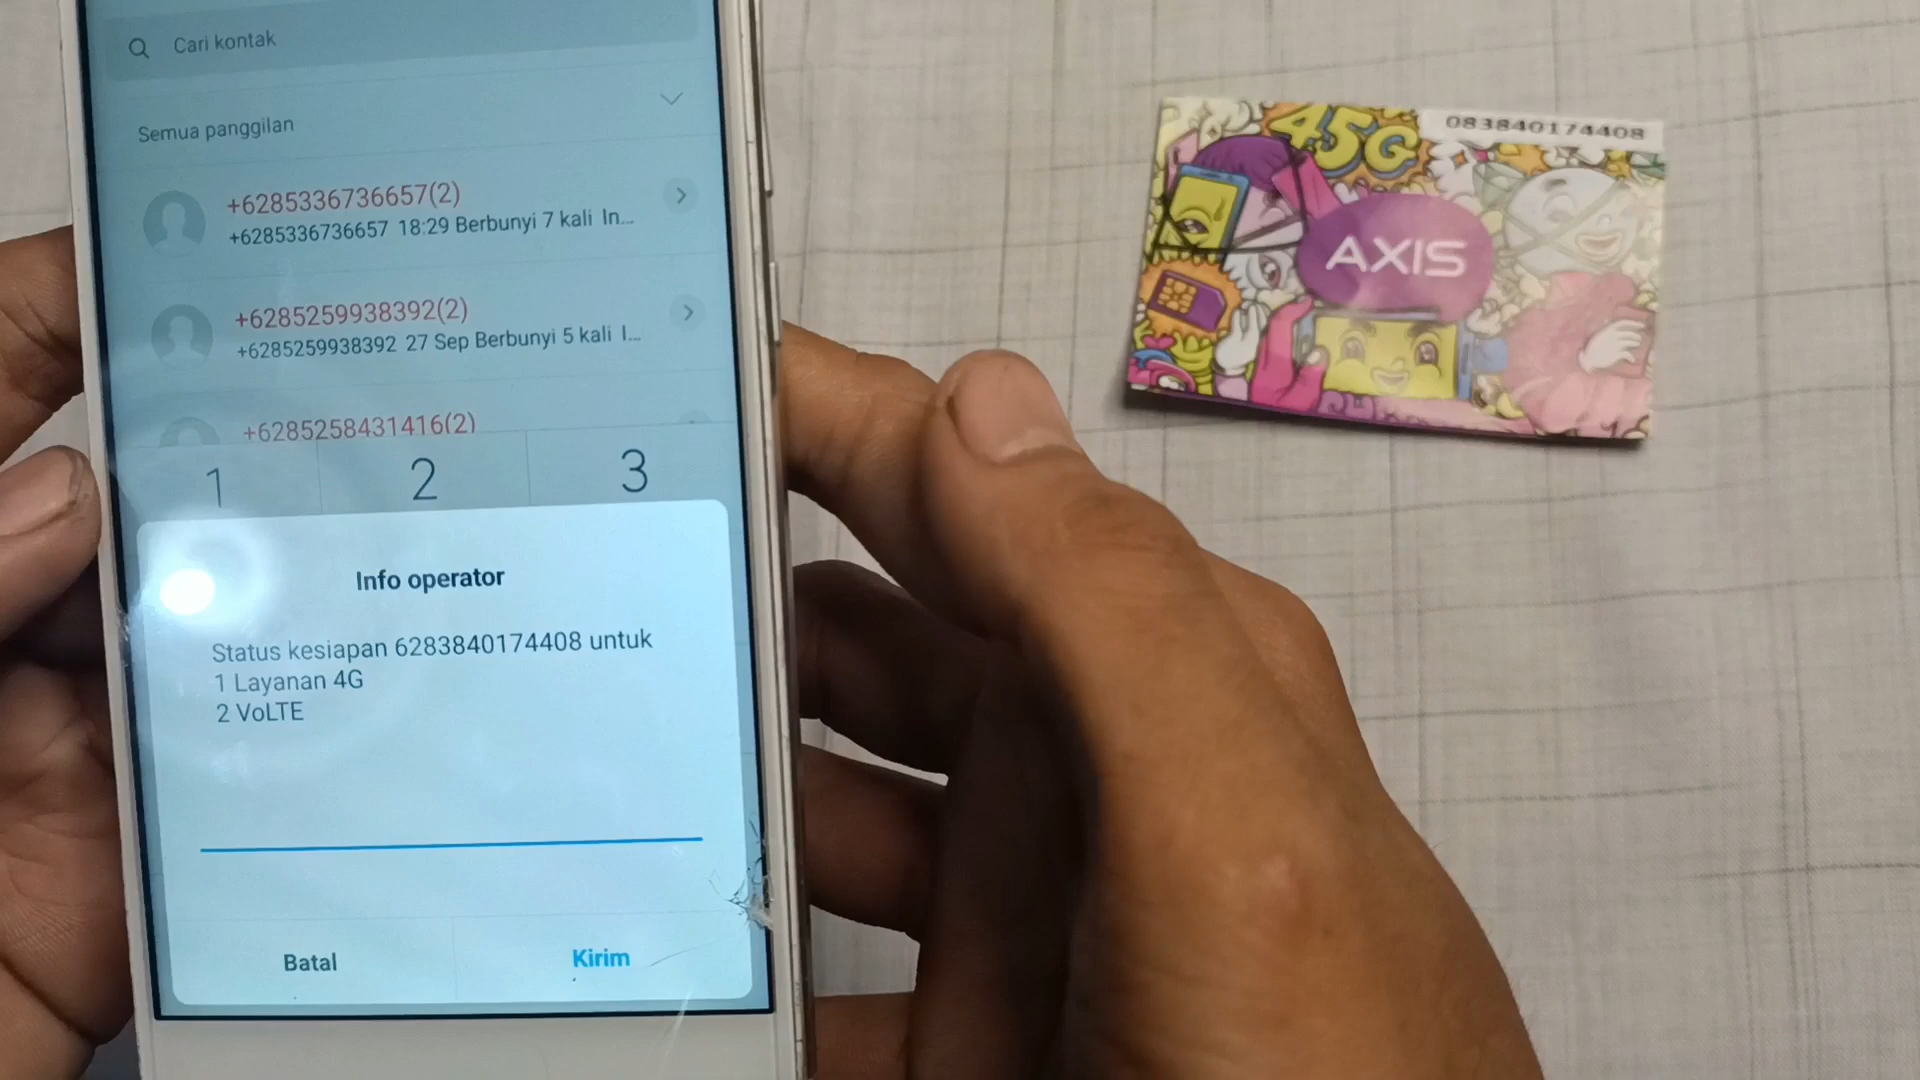 Cari kontak
Semua panggilan
+6285336736657(2)
+6285336736657 18:29 Berbunyi 7 kali In...
+6285259938392(2)
+6285259938392 27 Sep Berbunyi 5 kali I...
+6285258431416(2)
1 2 3
Info operator
Status kesiapan 6283840174408 untuk
1 Layanan 4G
2 VoLTE
Batal Kirim
45G
083840174408
AXIS